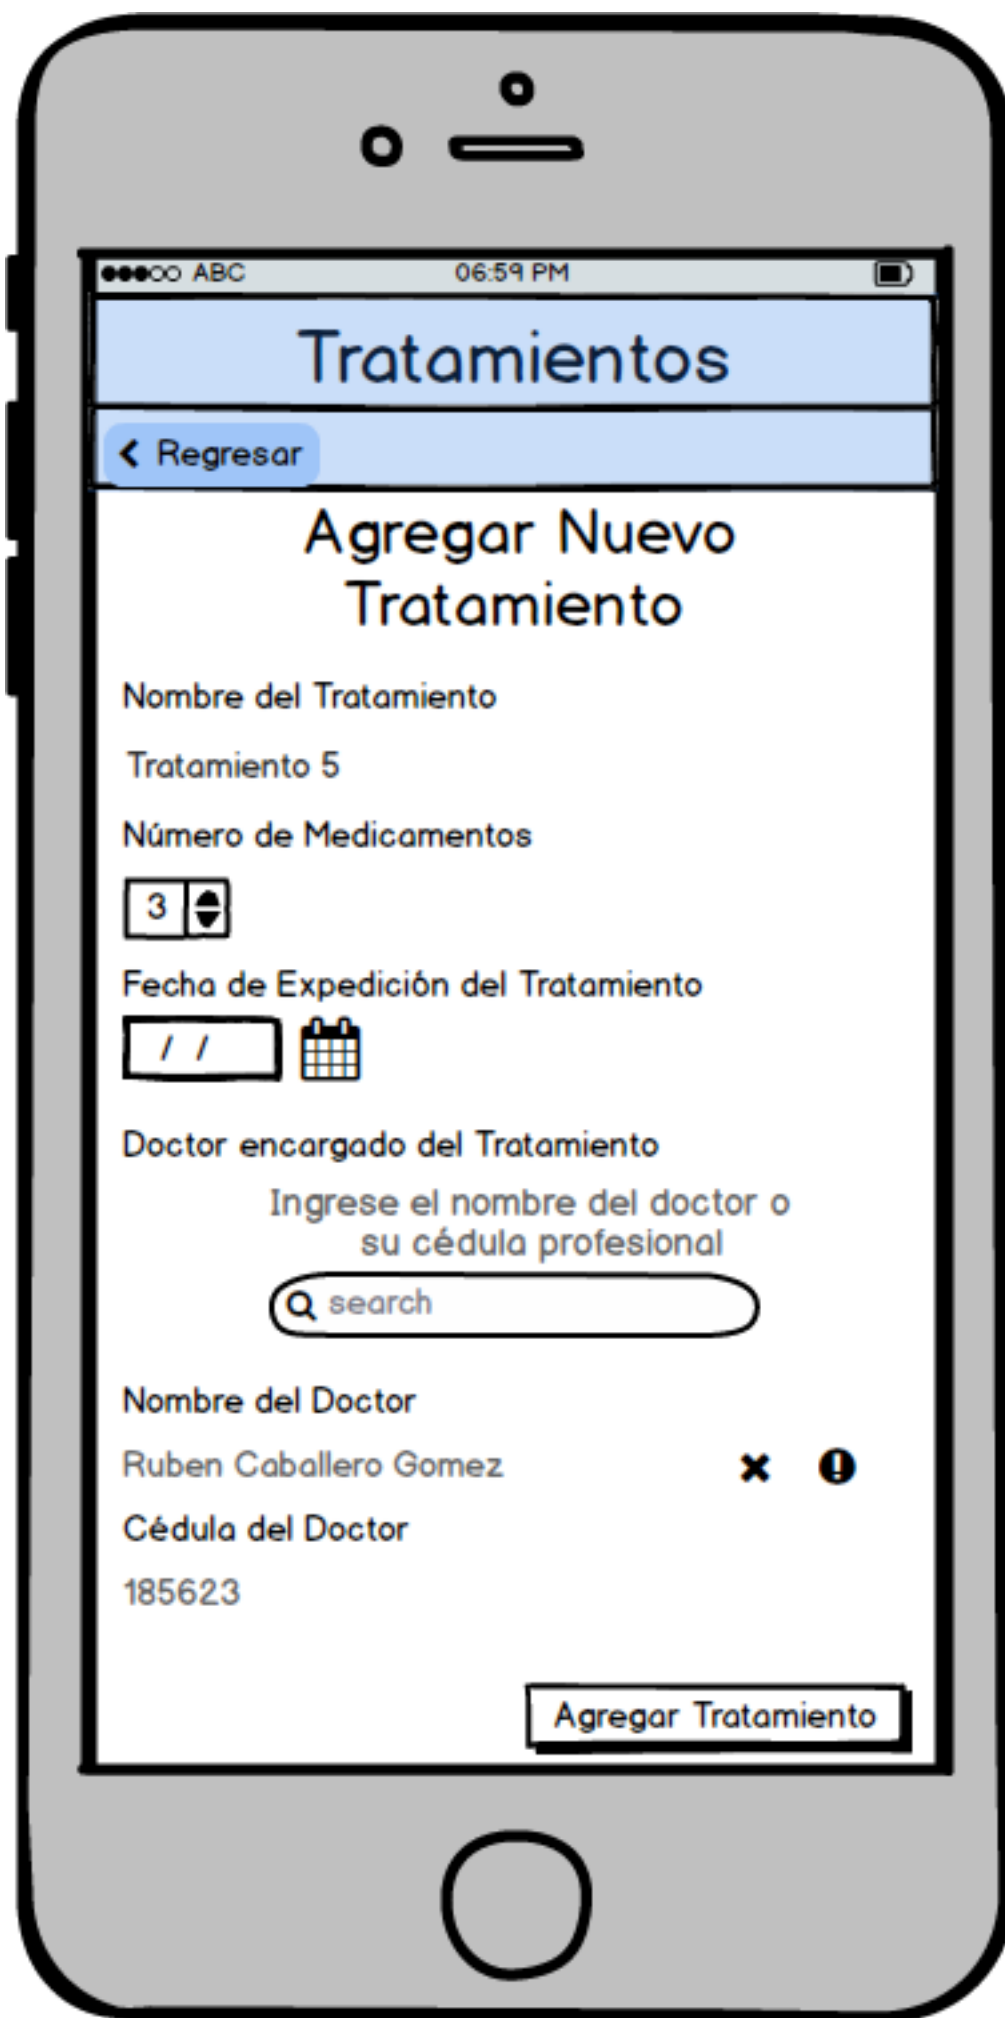 ABC 06:59 PM
Tratamientos
Regresar
Agregar Nuevo
Tratamiento
Nombre del Tratamiento
Tratamiento 5
Número de Medicamentos
3
Fecha de Expedición del Tratamiento
/ /
Doctor encargado del Tratamiento
Ingrese el nombre del doctor o
su cédula profesional
search
Nombre del Doctor
Ruben Caballero Gomez
Cédula del Doctor
185623
Agregar Tratamiento